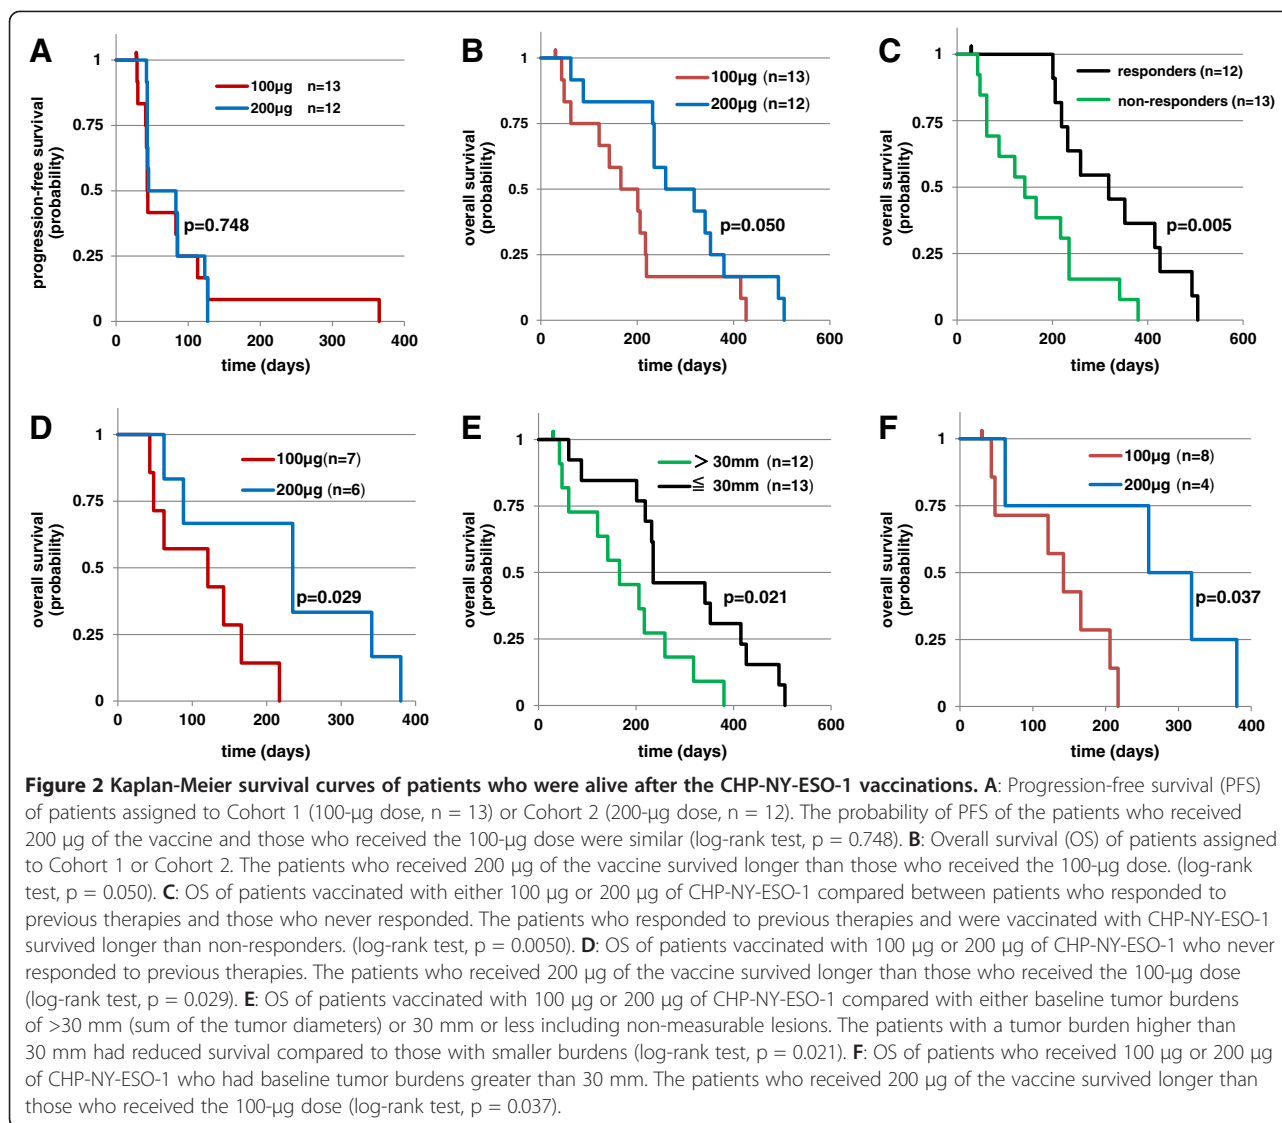 A
1
0.75
0.5
0.25
0
progression-free survival
(probability)
100µg n=13
200µg n=12
p=0.748
0 100 200 300 400
time (days)
B
1
0.75
0.5
0.25
0
overall survival
(probability)
100µg (n=13)
200µg (n=12)
p=0.050
0 200 400 600
time (days)
C
1
0.75
0.5
0.25
0
overall survival
(probability)
responders (n=12)
non-responders (n=13)
p=0.005
0 200 400 600
time (days)
D
1
0.75
0.5
0.25
0
overall survival
(probability)
100µg(n=7)
200µg (n=6)
p=0.029
0 100 200 300 400
time (days)
E
1
0.75
0.5
0.25
0
overall survival
(probability)
> 30mm (n=12)
≦ 30mm (n=13)
p=0.021
0 200 400 600
time (days)
F
1
0.75
0.5
0.25
0
overall survival
(probability)
100µg (n=8)
200µg (n=4)
p=0.037
0 100 200 300 400
time (days)
Figure 2 Kaplan-Meier survival curves of patients who were alive after the CHP-NY-ESO-1 vaccinations. A: Progression-free survival (PFS)
of patients assigned to Cohort 1 (100-μg dose, n = 13) or Cohort 2 (200-μg dose, n = 12). The probability of PFS of the patients who received
200 μg of the vaccine and those who received the 100-μg dose were similar (log-rank test, p = 0.748). B: Overall survival (OS) of patients assigned
to Cohort 1 or Cohort 2. The patients who received 200 μg of the vaccine survived longer than those who received the 100-μg dose. (log-rank
test, p = 0.050). C: OS of patients vaccinated with either 100 μg or 200 μg of CHP-NY-ESO-1 compared between patients who responded to
previous therapies and those who never responded. The patients who responded to previous therapies and were vaccinated with CHP-NY-ESO-1
survived longer than non-responders. (log-rank test, p = 0.0050). D: OS of patients vaccinated with 100 μg or 200 μg of CHP-NY-ESO-1 who never
responded to previous therapies. The patients who received 200 μg of the vaccine survived longer than those who received the 100-μg dose
(log-rank test, p = 0.029). E: OS of patients vaccinated with 100 μg or 200 μg of CHP-NY-ESO-1 compared with either baseline tumor burdens
of >30 mm (sum of the tumor diameters) or 30 mm or less including non-measurable lesions. The patients with a tumor burden higher than
30 mm had reduced survival compared to those with smaller burdens (log-rank test, p = 0.021). F: OS of patients who received 100 μg or 200 μg
of CHP-NY-ESO-1 who had baseline tumor burdens greater than 30 mm. The patients who received 200 μg of the vaccine survived longer than
those who received the 100-μg dose (log-rank test, p = 0.037).